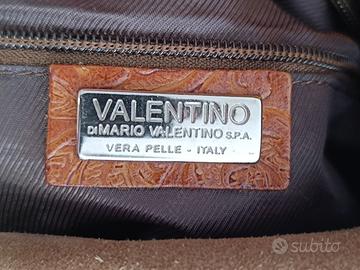 VALENTINO
DI MARIO VALENTINO S.P.A.
VERA PELLE - ITALY
subito